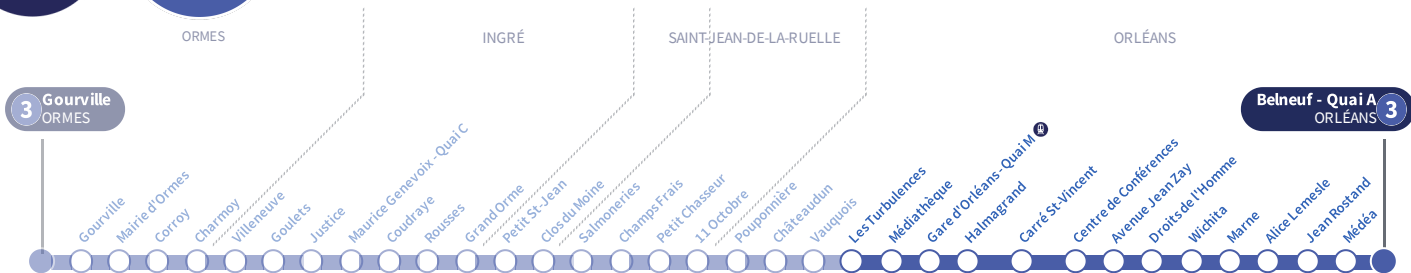 ORMES
INGRÉ
SAINT-JEAN-DE-LA-RUELLE
ORLÉANS
3
Gourville
ORMES
Belneuf - Quai A
ORLÉANS
3
Gourville
Mairie d'Ormes
Corroy
Charmoy
Villeneuve
Goulets
Justice
Maurice Genevoix - Quai C
Coudraye
Rousses
Grand Orme
Petit St-Jean
Clos du Moine
Salmoneries
Champs Frais
Petit Chasseur
11 Octobre
Pouponnière
Châteaudun
Vauquois
Les Turbulences
Médiathèque
Gare d'Orléans - Quai M
Halmagrand
Carré St-Vincent
Centre de Conférences
Avenue Jean Zay
Droits de l'Homme
Wichita
Marne
Alice Lemesle
Jean Rostand
Médéa